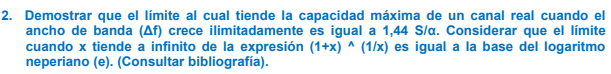 2. Demostrar que el límite al cual tiende la capacidad máxima de un canal real cuando el
ancho de banda (Δf) crece ilimitadamente es igual a 1,44 S/α. Considerar que el límite
cuando x tiende a infinito de la expresión (1+x) ^ (1/x) es igual a la base del logaritmo
neperiano (e). (Consultar bibliografía).